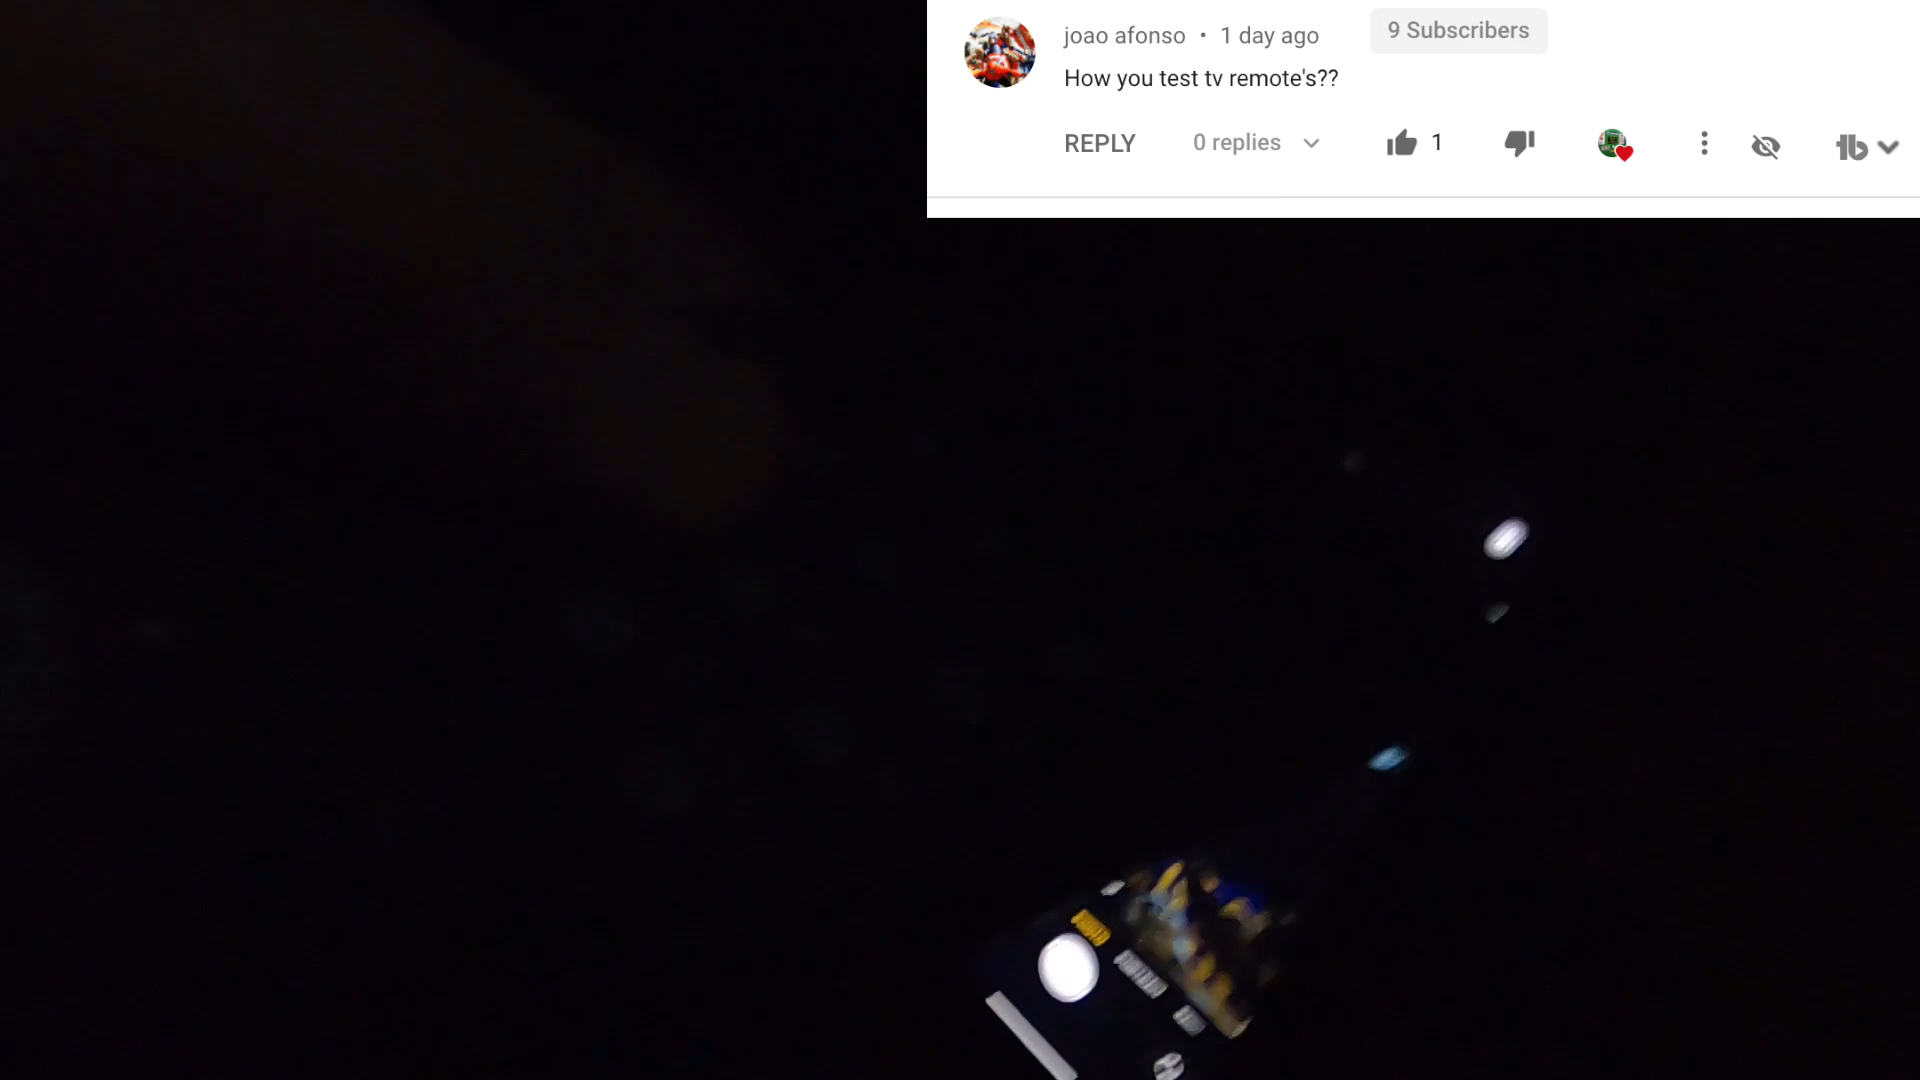 joao afonso • 1 day ago
9 Subscribers
How you test tv remote's??
REPLY
0 replies
1